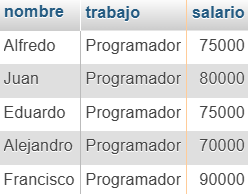 nombre trabajo salario
Alfredo Programador 75000
Juan Programador 80000
Eduardo Programador 75000
Alejandro Programador 70000
Francisco Programador 90000